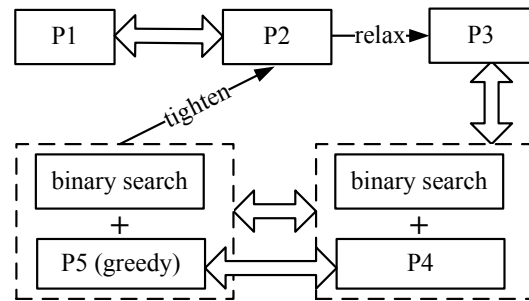 P1
P2
relax
P3
tighten
binary search
+
P5 (greedy)
binary search
+
P4